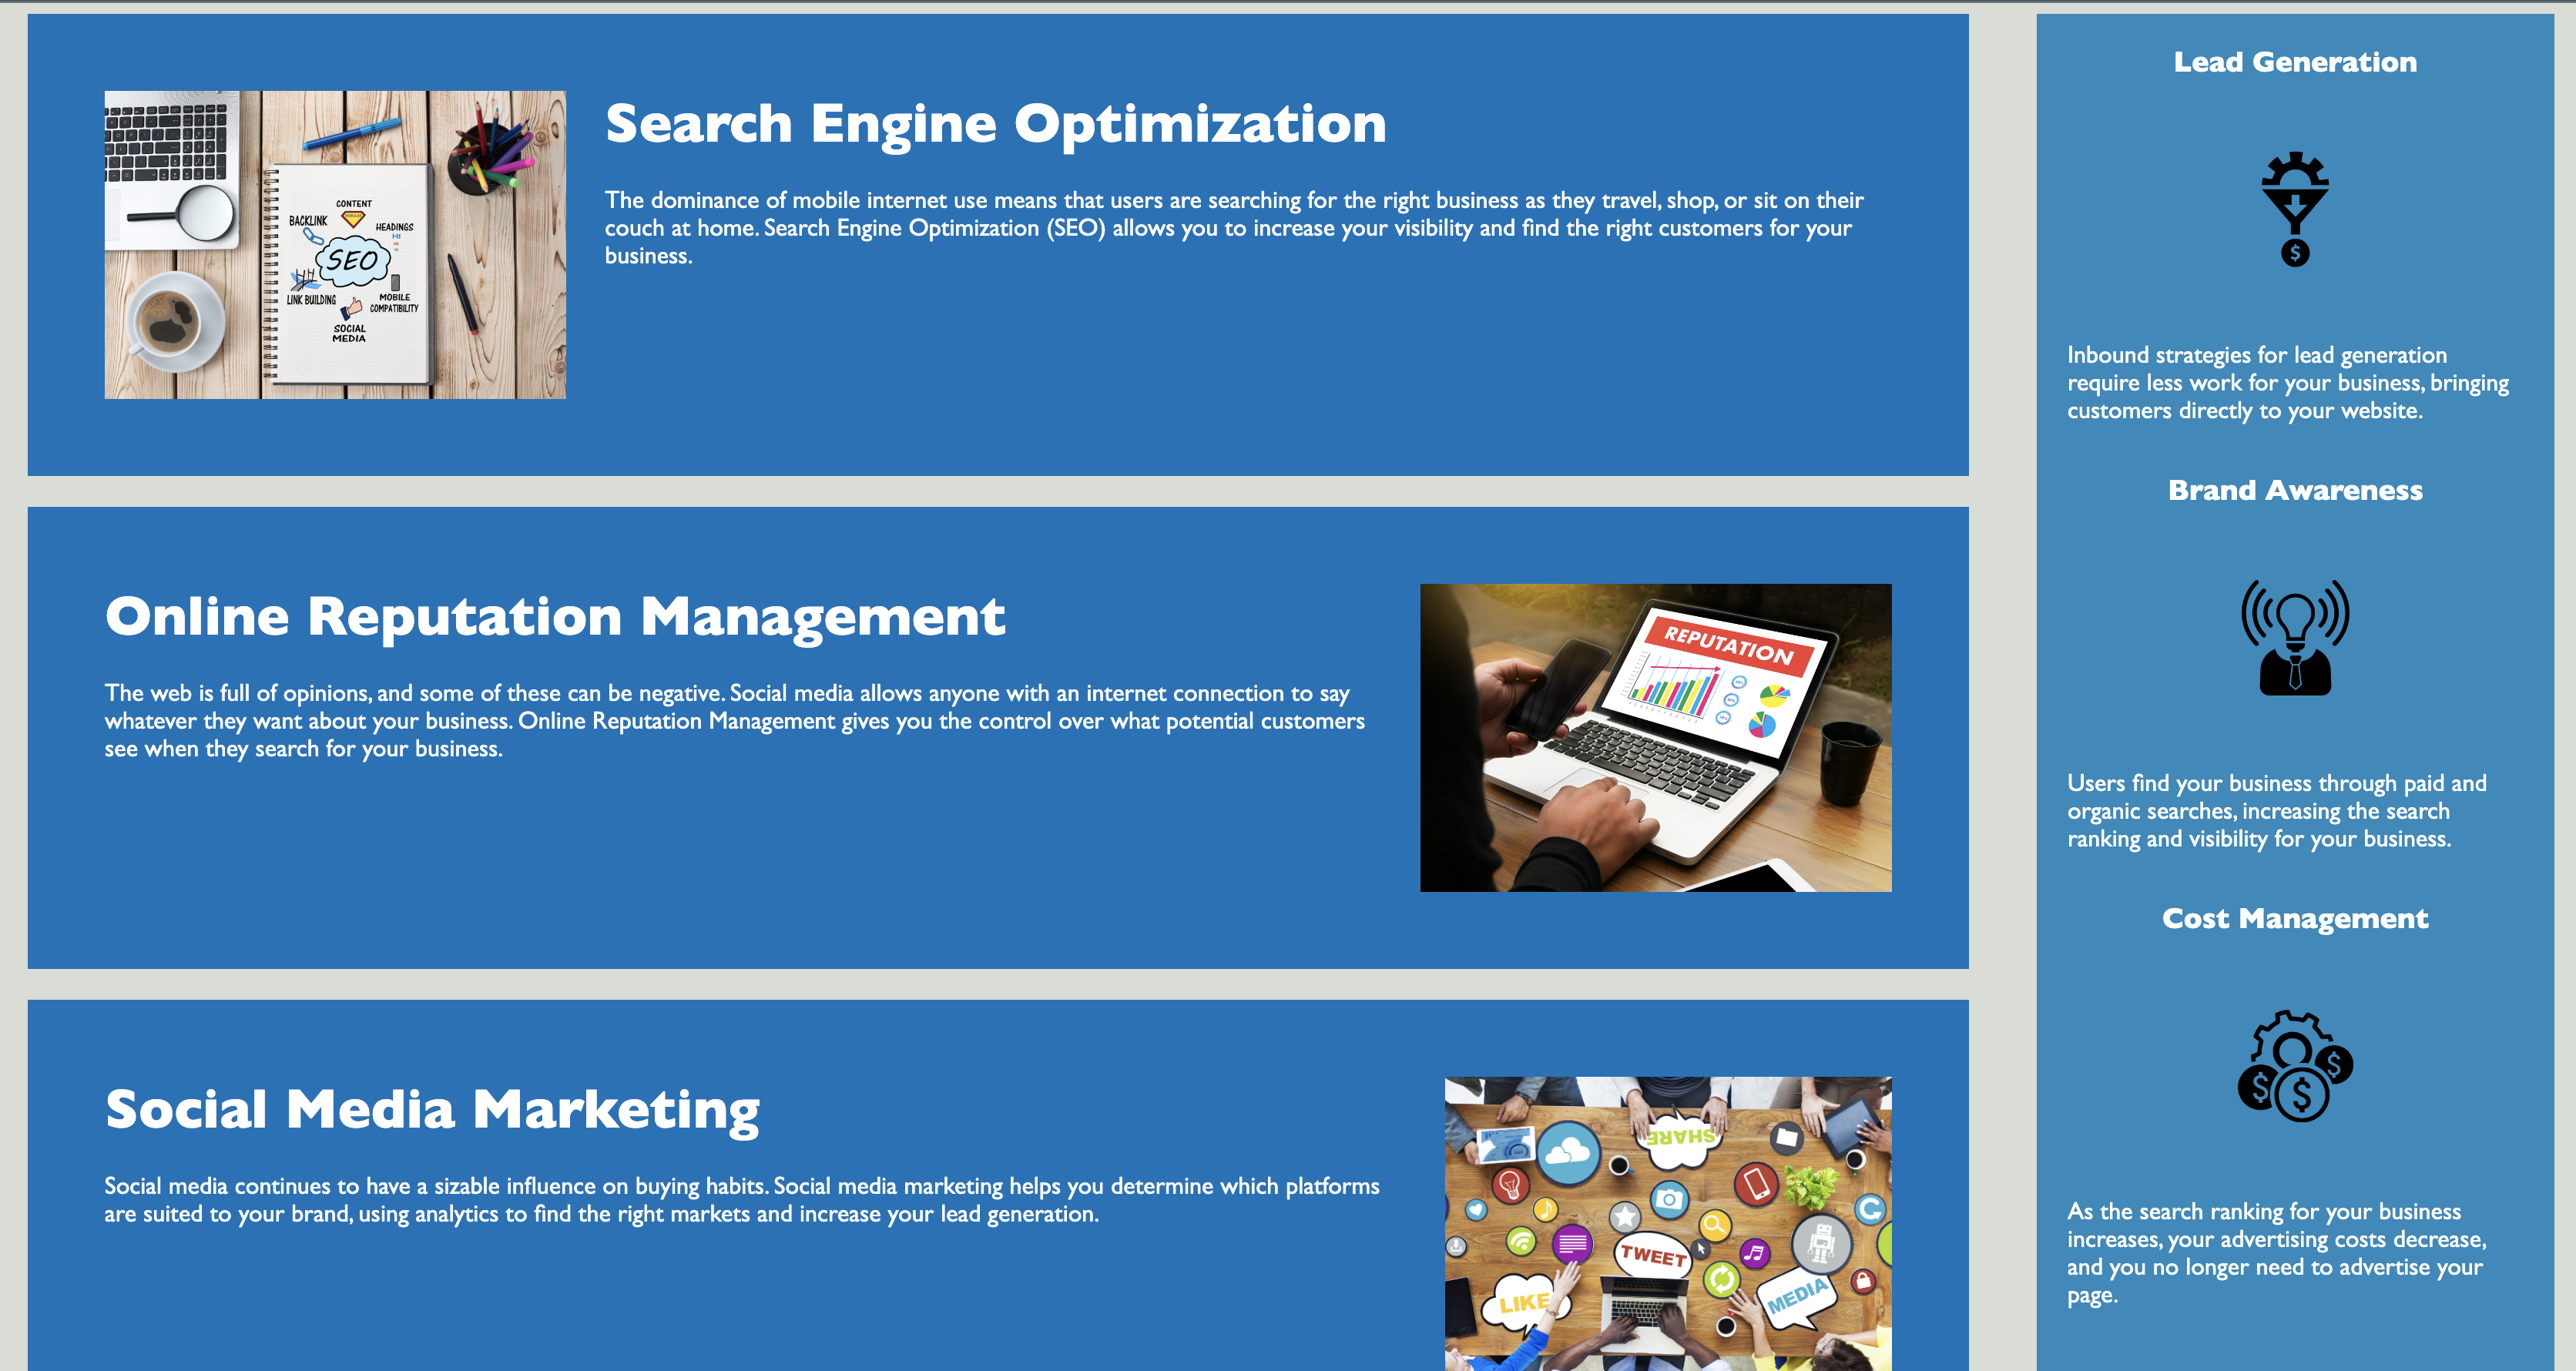 Search Engine Optimization
The dominance of mobile internet use means that users are searching for the right business as they travel, shop, or sit on their
couch at home. Search Engine Optimization (SEO) allows you to increase your visibility and find the right customers for your
business.
CONTENT
BACKLINK
HEADINGS
H1
SEO
LINK BUILDING
MOBILE
COMPATIBILITY
SOCIAL
MEDIA
Online Reputation Management
The web is full of opinions, and some of these can be negative. Social media allows anyone with an internet connection to say
whatever they want about your business. Online Reputation Management gives you the control over what potential customers
see when they search for your business.
REPUTATION
Social Media Marketing
Social media continues to have a sizable influence on buying habits. Social media marketing helps you determine which platforms
are suited to your brand, using analytics to find the right markets and increase your lead generation.
SHARE
TWEET
LIKE
MEDIA
Lead Generation
$
Inbound strategies for lead generation
require less work for your business, bringing
customers directly to your website.
Brand Awareness
Users find your business through paid and
organic searches, increasing the search
ranking and visibility for your business.
Cost Management
$
$
$
As the search ranking for your business
increases, your advertising costs decrease,
and you no longer need to advertise your
page.